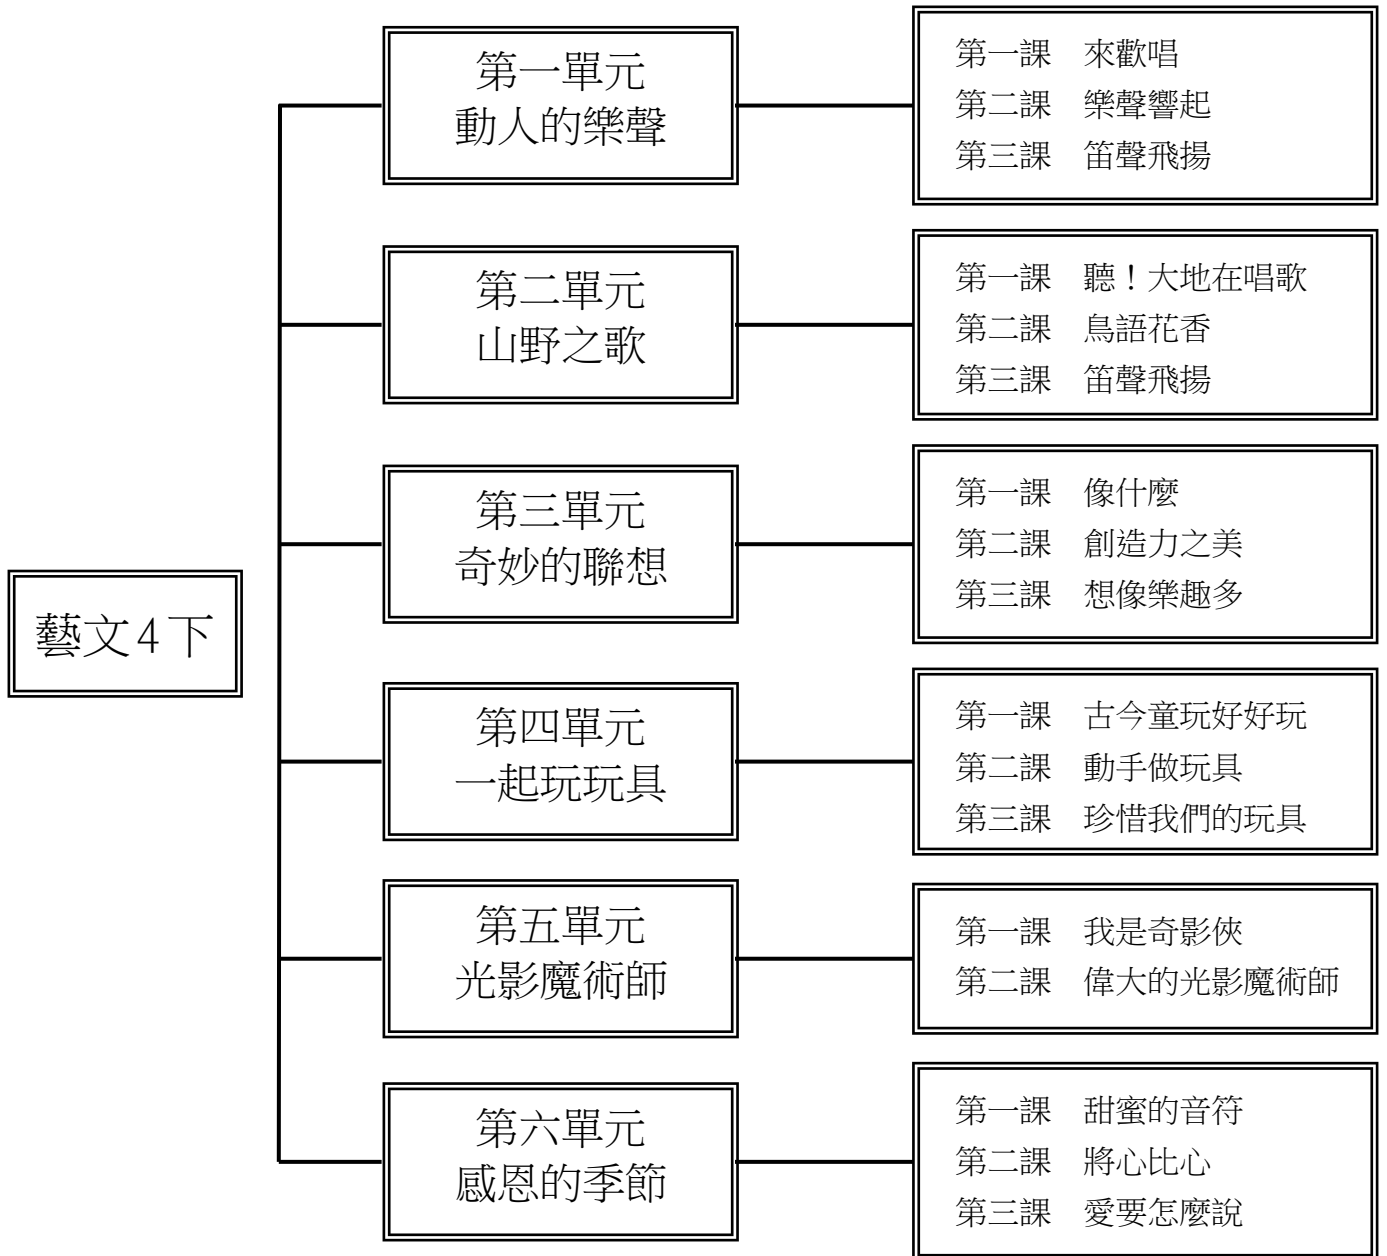 藝文4下
第一單元
動人的樂聲
第一課　來歡唱
第二課　樂聲響起
第三課　笛聲飛揚
第二單元
山野之歌
第一課　聽！大地在唱歌
第二課　鳥語花香
第三課　笛聲飛揚
第三單元
奇妙的聯想
第一課　像什麼
第二課　創造力之美
第三課　想像樂趣多
第四單元
一起玩玩具
第一課　古今童玩好好玩
第二課　動手做玩具
第三課　珍惜我們的玩具
第五單元
光影魔術師
第一課　我是奇影俠
第二課　偉大的光影魔術師
第六單元
感恩的季節
第一課　甜蜜的音符
第二課　將心比心
第三課　愛要怎麼說